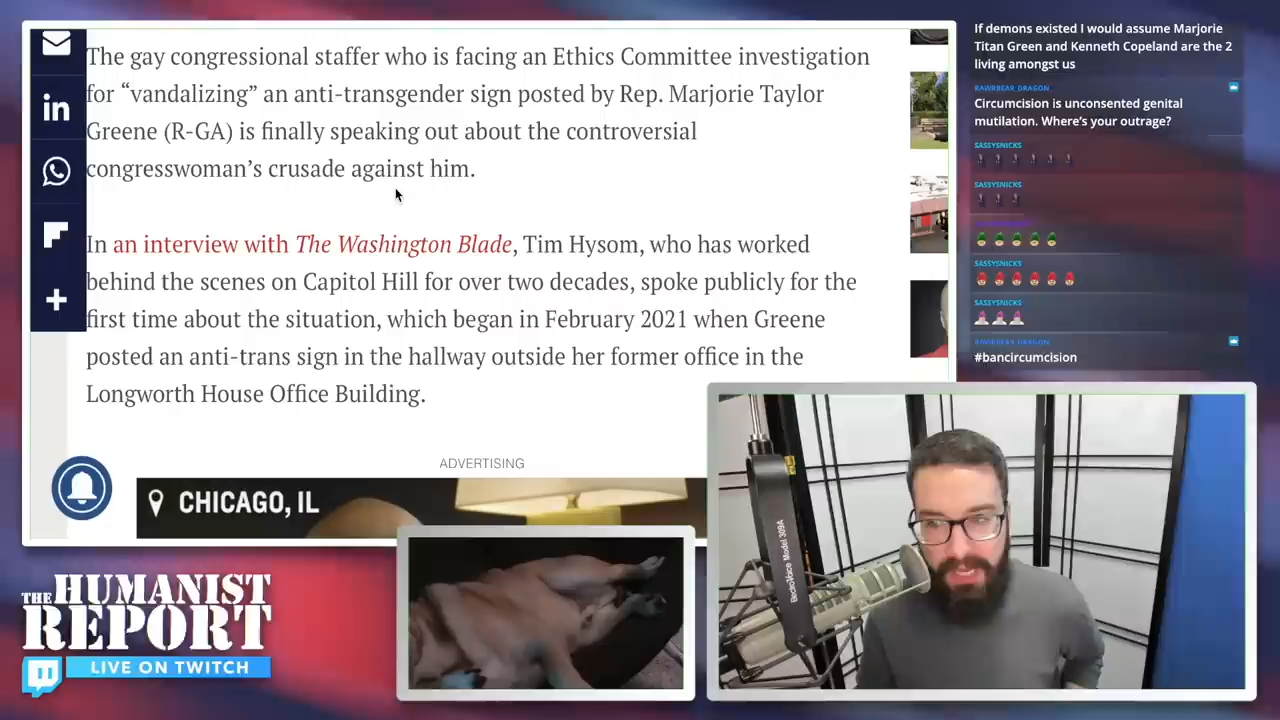 The gay congressional staffer who is facing an Ethics Committee investigation
for “vandalizing” an anti-transgender sign posted by Rep. Marjorie Taylor
Greene (R-GA) is finally speaking out about the controversial
congresswoman’s crusade against him.
In an interview with The Washington Blade, Tim Hysom, who has worked
behind the scenes on Capitol Hill for over two decades, spoke publicly for the
first time about the situation, which began in February 2021 when Greene
posted an anti-trans sign in the hallway outside her former office in the
Longworth House Office Building.
ADVERTISING
CHICAGO, IL
If demons existed I would assume Marjorie
Titan Green and Kenneth Copeland are the 2
living amongst us
RAWRBEAR_DRAGON
Circumcision is unconsented genital
mutilation. Where’s your outrage?
SASSYSNICKS
SASSYSNICKS
SASSYSNICKS
SASSYSNICKS
RAWRBEAR_DRAGON
#bancircumcision
THE HUMANIST
REPORT
LIVE ON TWITCH
ElectroVoice Model 309A
in